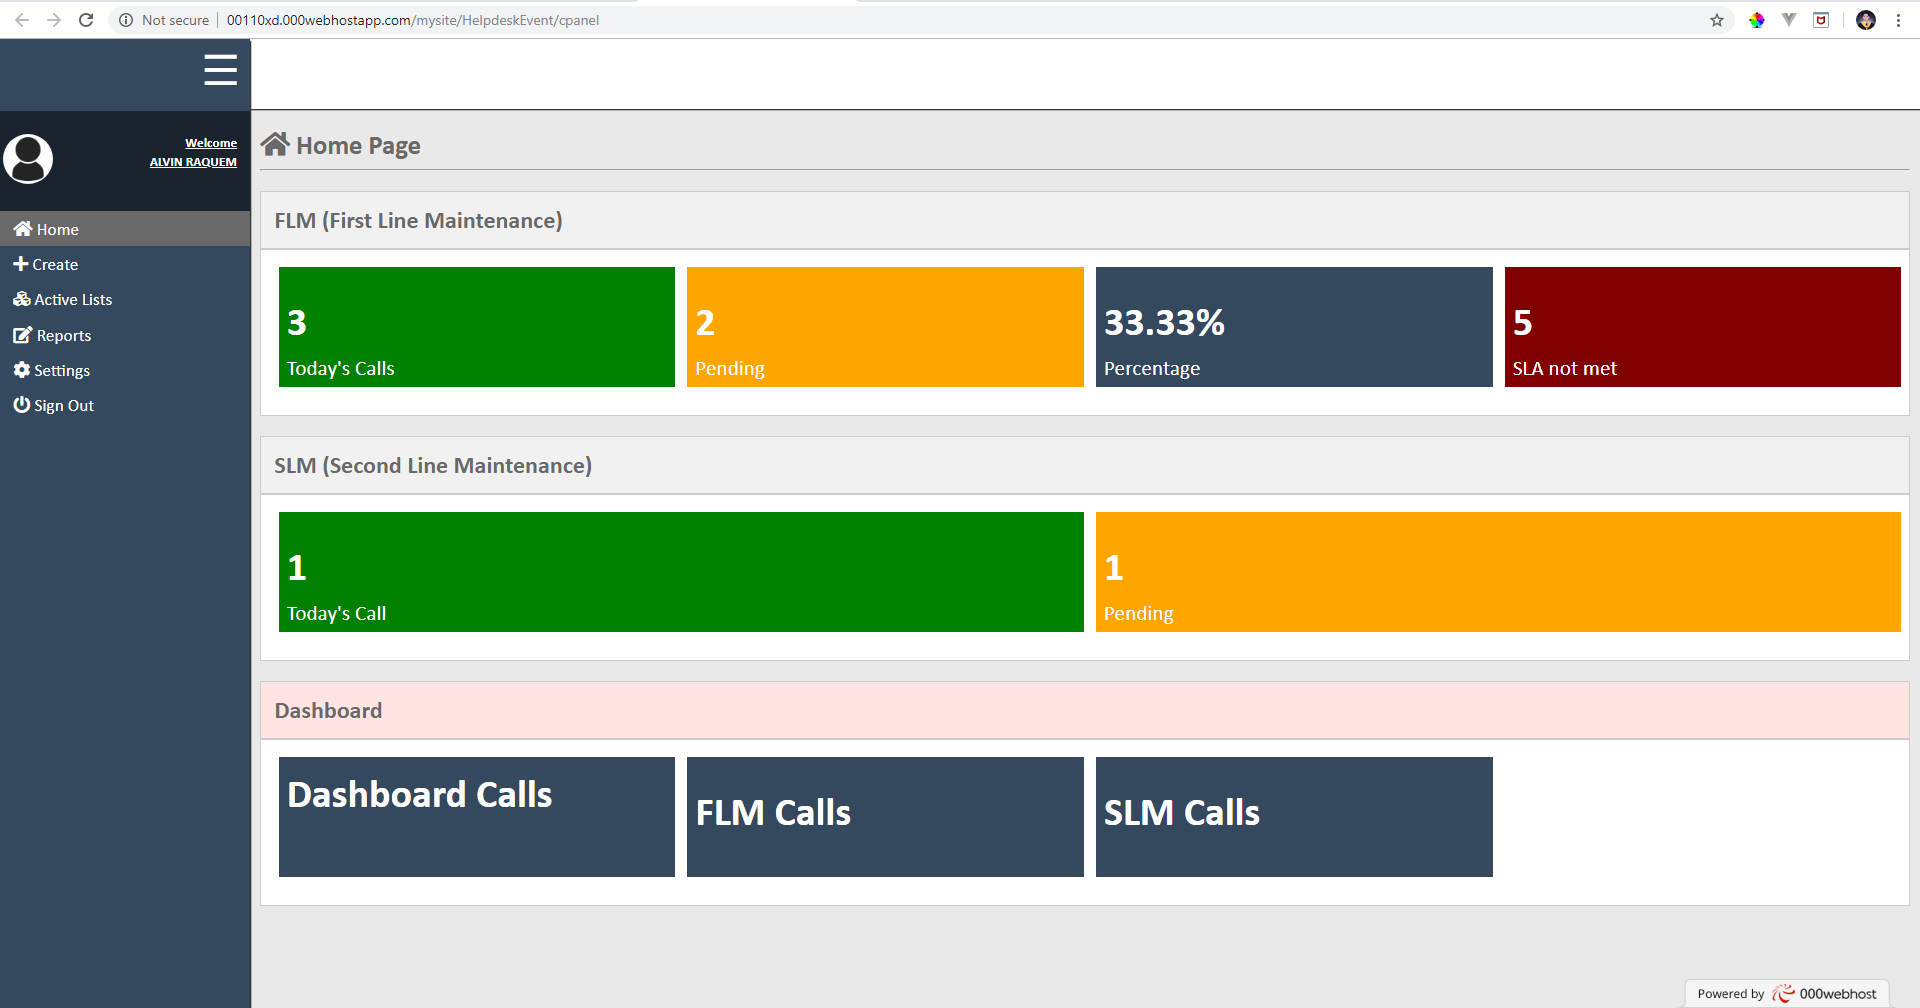 Not secure
00110xd.000webhostapp.com/mysite/HelpdeskEvent/cpanel
Welcome
ALVIN RAQUEM
Home
Create
Active Lists
Reports
Settings
Sign Out
Home Page
FLM (First Line Maintenance)
3
Today's Calls
2
Pending
33.33%
Percentage
5
SLA not met
SLM (Second Line Maintenance)
1
Today's Call
1
Pending
Dashboard
Dashboard Calls
FLM Calls
SLM Calls
Powered by 000webhost